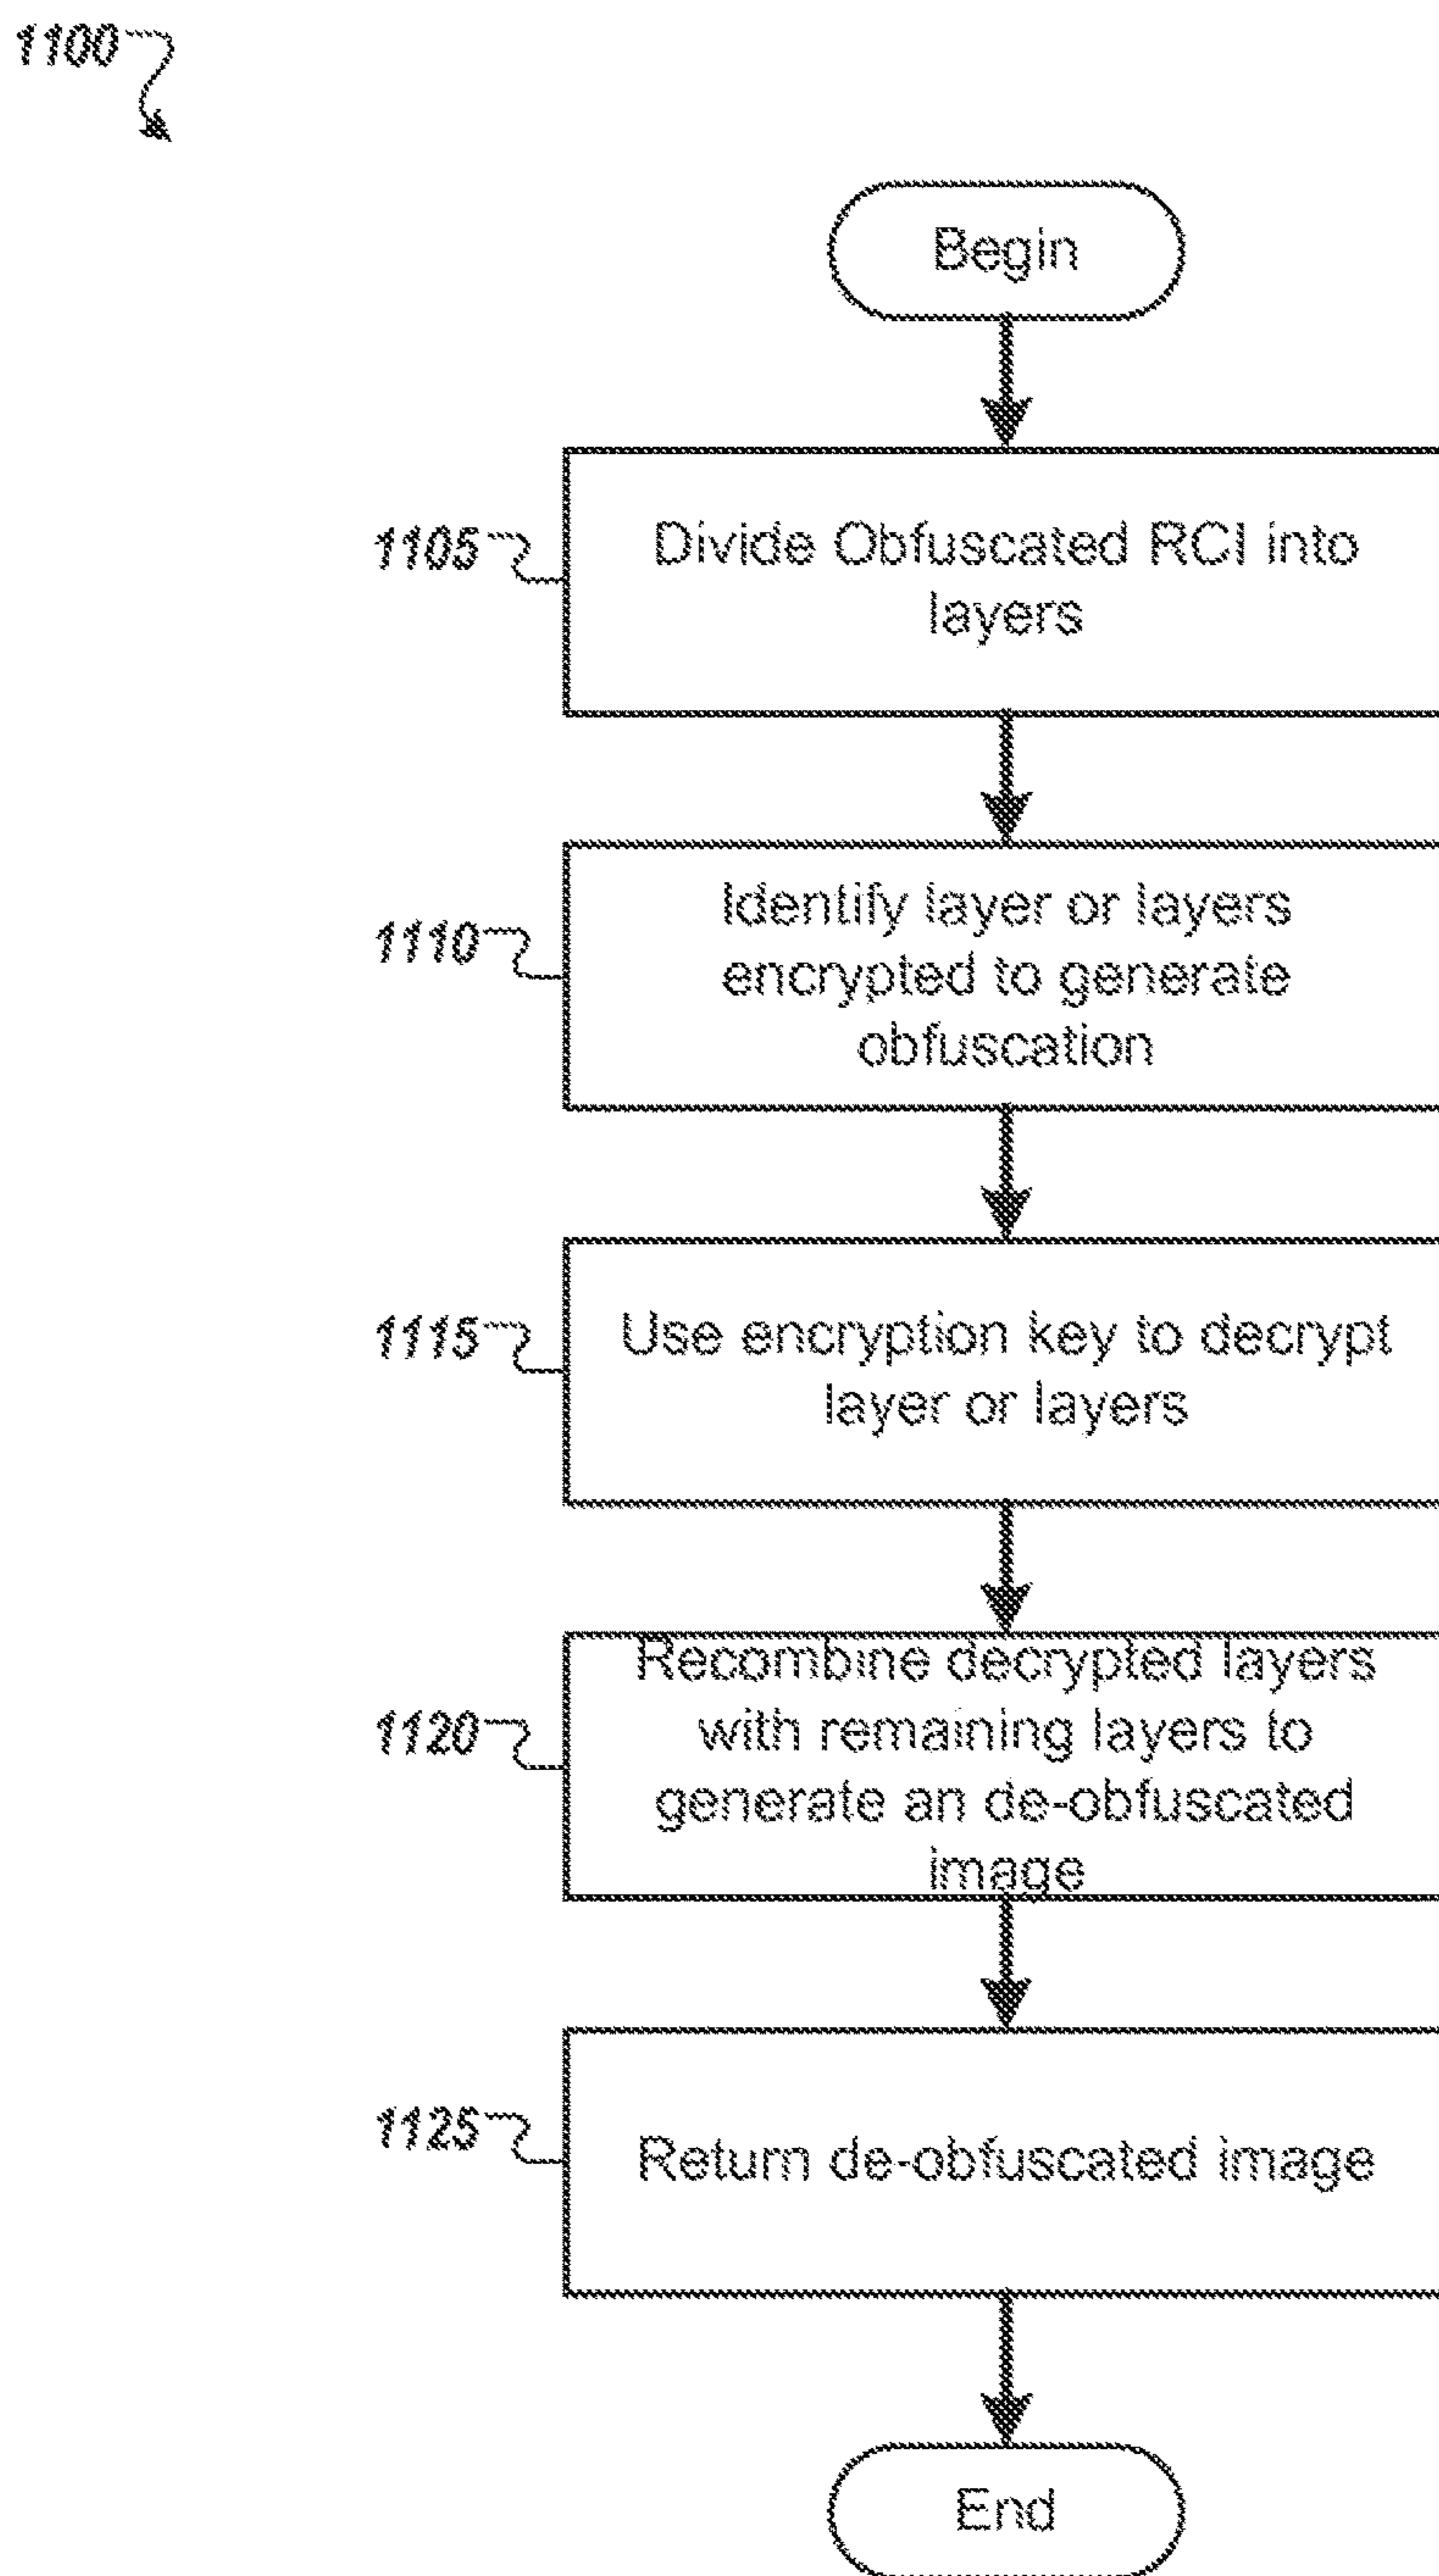 1100
Begin
1105
Divide Obfuscated RCI into
layers
1110
Identify layer or layers
encrypted to generate
obfuscation
1115
Use encryption key to decrypt
layer or layers
1120
Recombine decrypted layers
with remaining layers to
generate an de-obfuscated
image
1125
Return de-obfuscated image
End